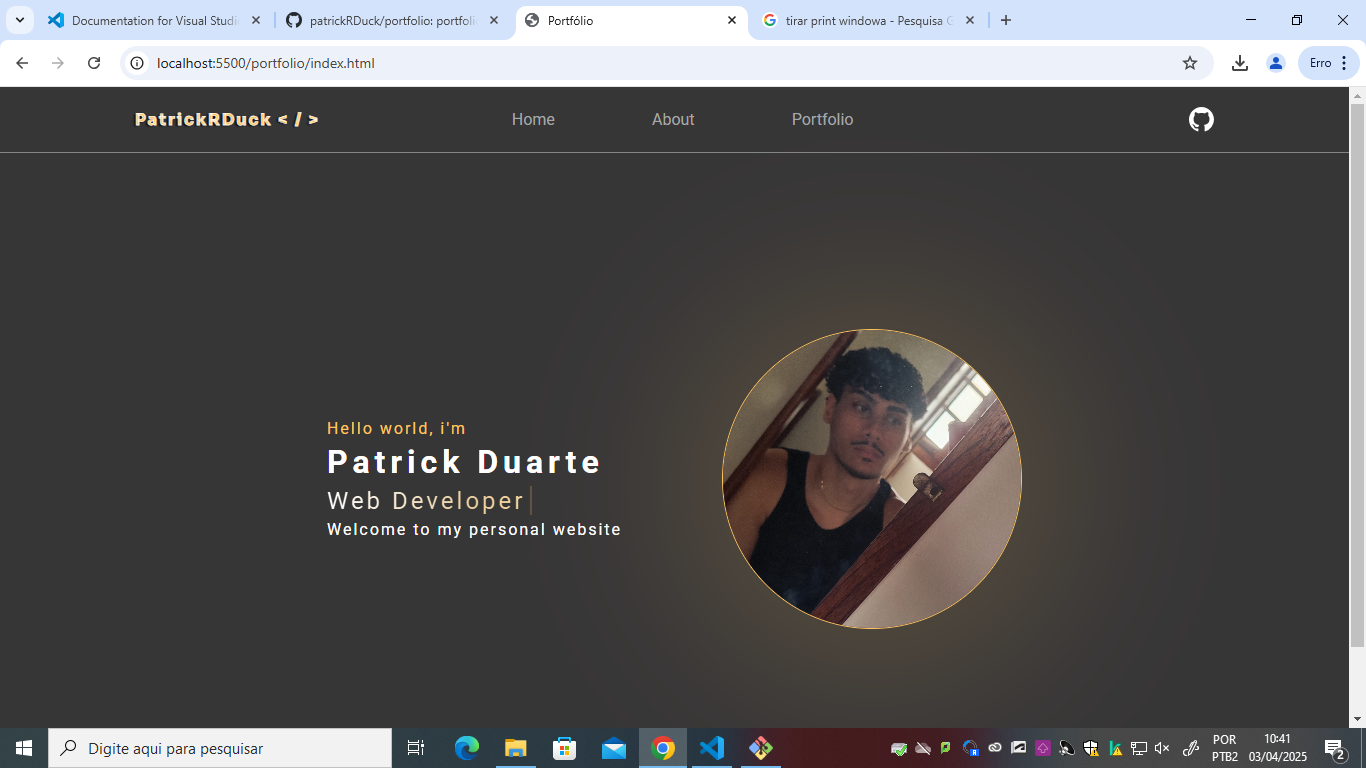 Documentation for Visual Studi
patrickRDuck/portfolio: portfolio
Portfólio
tirar print windowa - Pesquisa G
localhost:5500/portfolio/index.html
Erro
PatrickRDuck < / >
Home
About
Portfolio
Hello world, i'm
Patrick Duarte
Web Developer
Welcome to my personal website
Digite aqui para pesquisar
POR
PTB2
10:41
03/04/2025
2